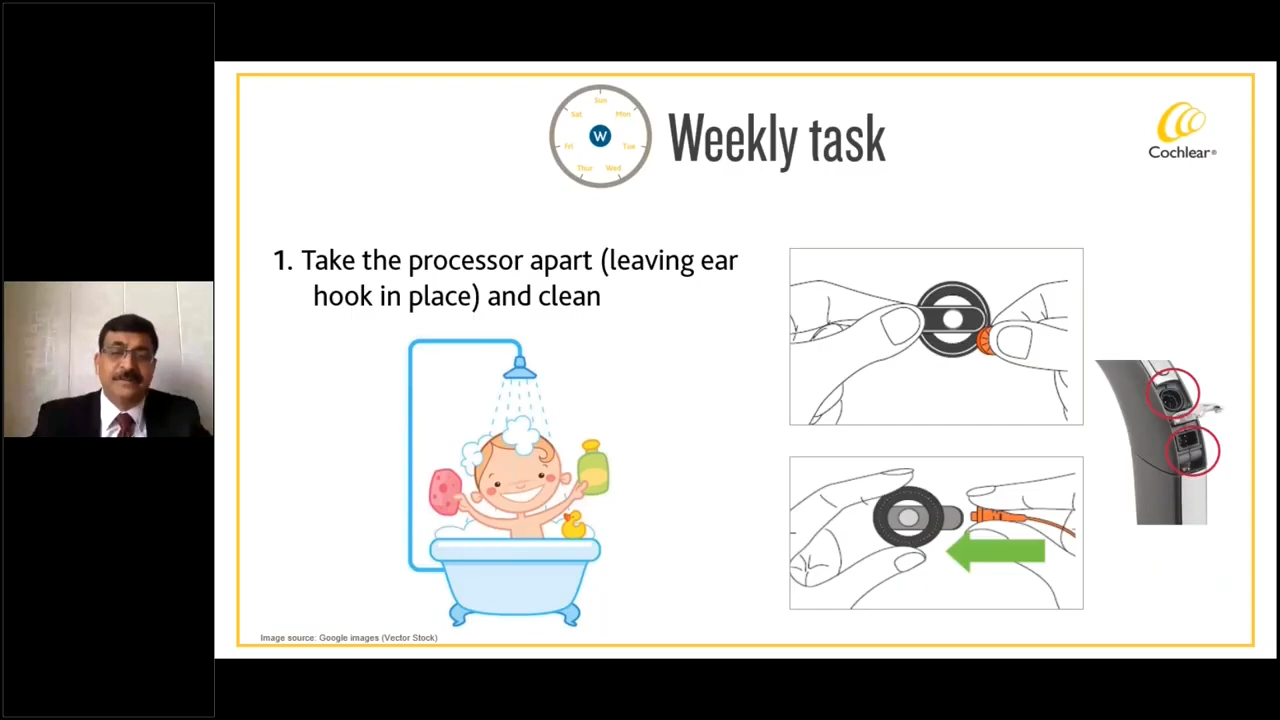 Sun
Sat
Mon
Fri
W
Tue
Thur
Wed
Weekly task
Cochlear®
1. Take the processor apart (leaving ear
hook in place) and clean
Image source: Google images (Vector Stock)